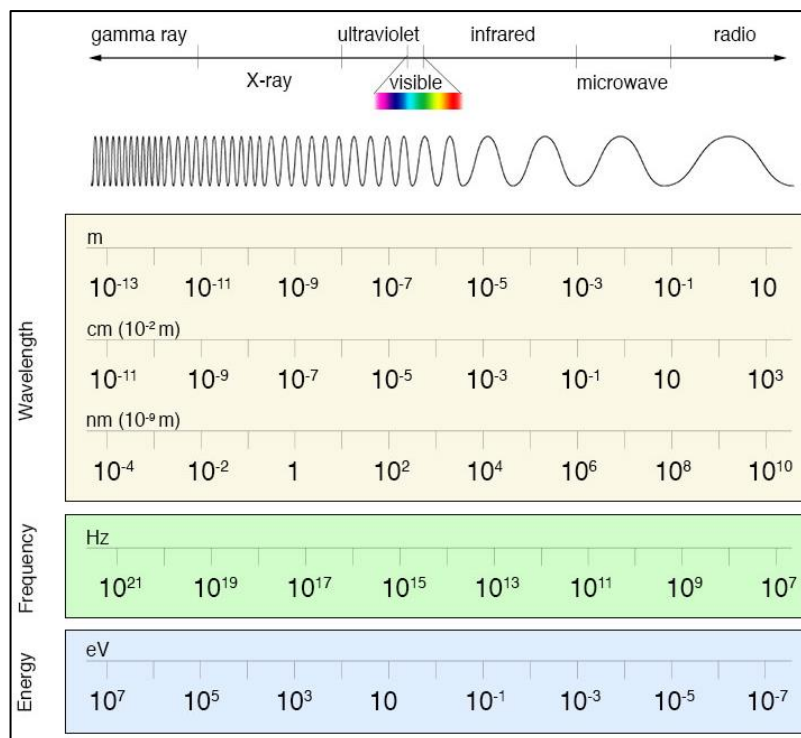 gamma ray ultraviolet infrared radio
X-ray visible microwave
m
10⁻¹³ 10⁻¹¹ 10⁻⁹ 10⁻⁷ 10⁻⁵ 10⁻³ 10⁻¹ 10
cm (10⁻² m)
10⁻¹¹ 10⁻⁹ 10⁻⁷ 10⁻⁵ 10⁻³ 10⁻¹ 10 10³
nm (10⁻⁹ m)
10⁻⁴ 10⁻² 1 10² 10⁴ 10⁶ 10⁸ 10¹⁰
Wavelength
Hz
10²¹ 10¹⁹ 10¹⁷ 10¹⁵ 10¹³ 10¹¹ 10⁹ 10⁷
Frequency
eV
10⁷ 10⁵ 10³ 10 10⁻¹ 10⁻³ 10⁻⁵ 10⁻⁷
Energy